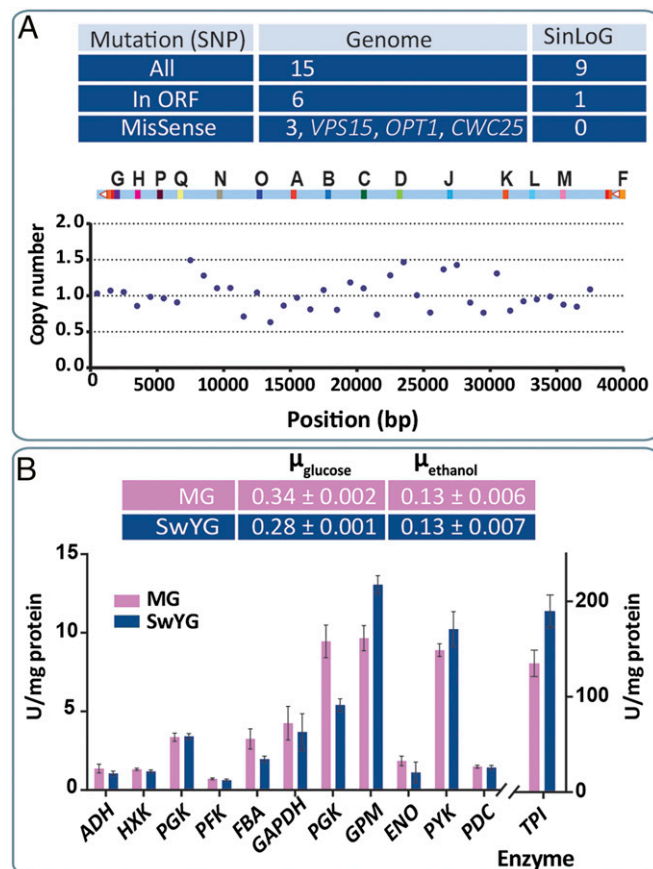 A
Mutation (SNP) Genome SinLoG
All 15 9
In ORF 6 1
MisSense 3, VPS15, OPT1, CWC25 0
G H P Q N O A B C D J K L M F
Copy number
2.0
1.5
1.0
0.5
0.0
0 5000 10000 15000 20000 25000 30000 35000 40000
Position (bp)
B
μglucose μethanol
MG 0.34 ± 0.002 0.13 ± 0.006
SwYG 0.28 ± 0.001 0.13 ± 0.007
U/mg protein
15
10
5
0
MG
SwYG
200
100
0
U/mg protein
ADH HXK PGK PFK FBA GAPDH PGK GPM ENO PYK PDC TPI
Enzyme